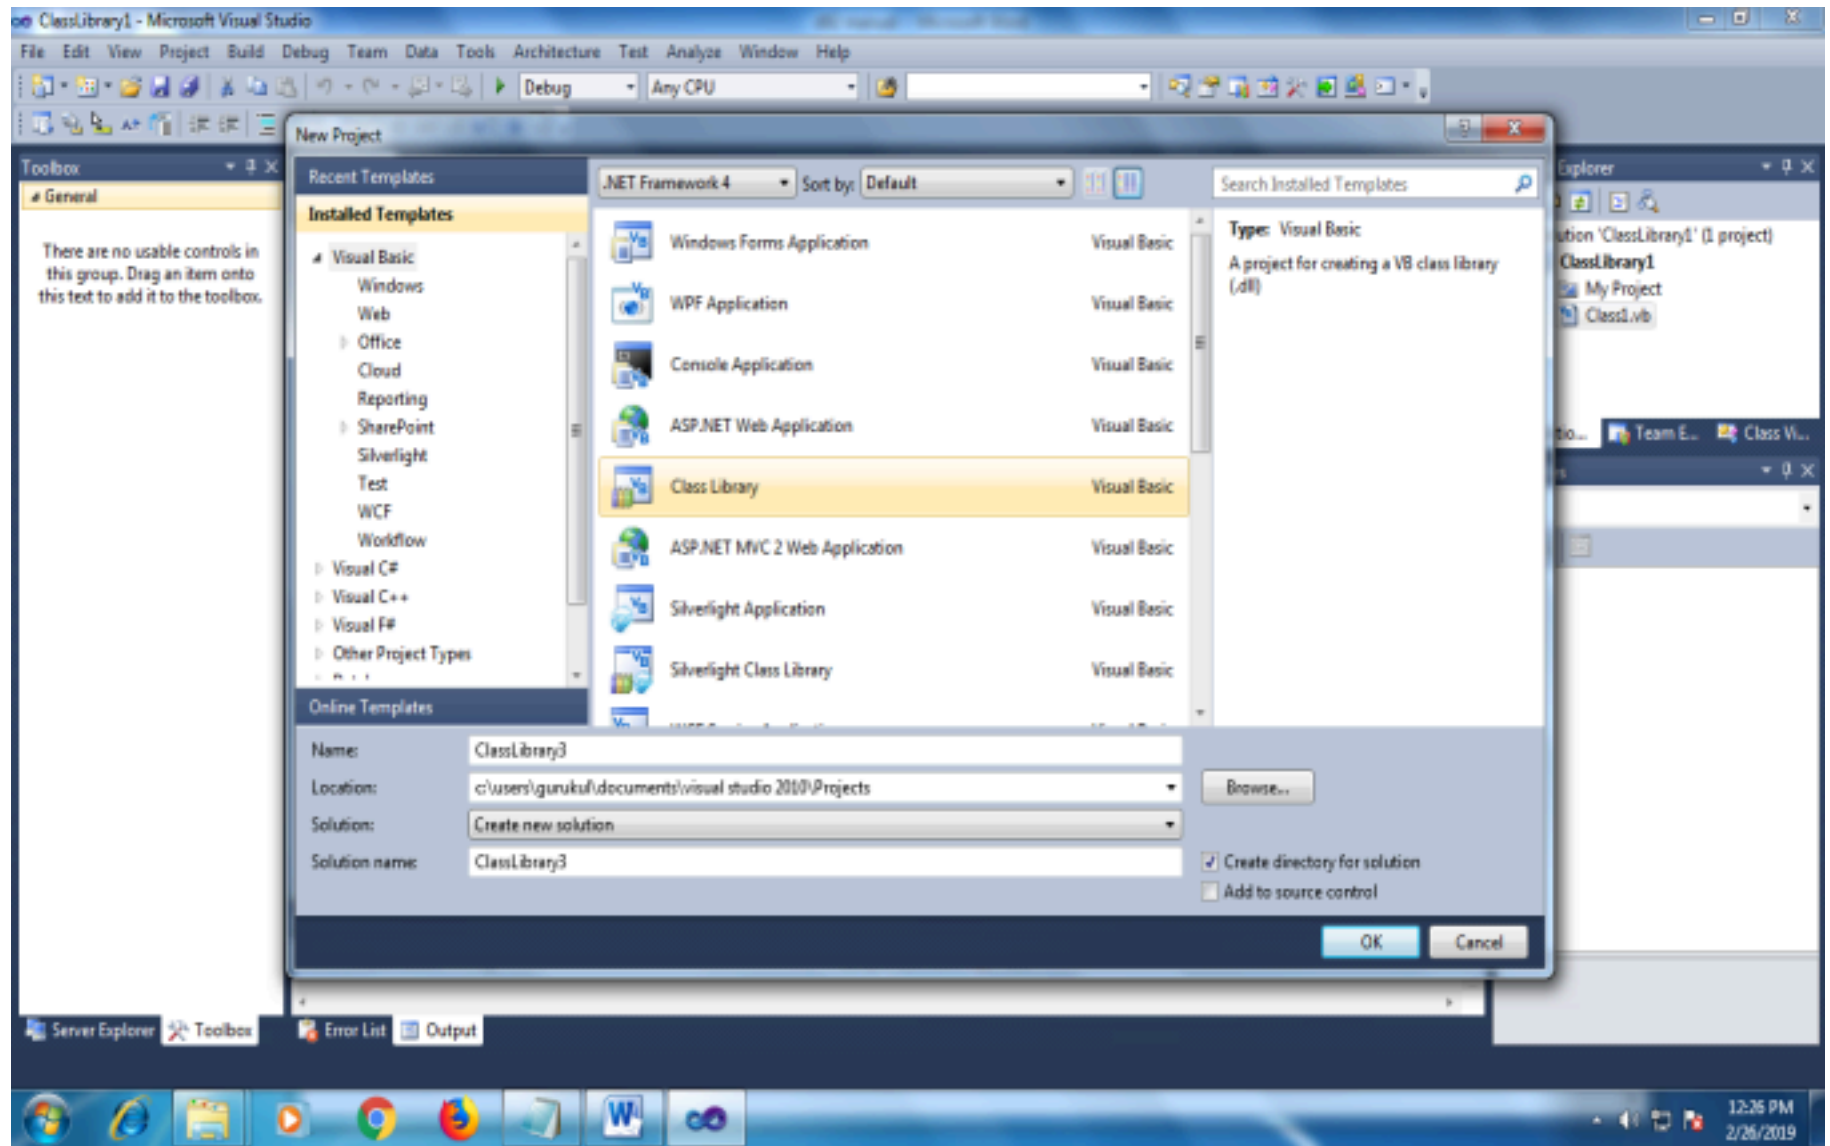 ClassLibrary1 - Microsoft Visual Studio
File Edit View Project Build Debug Team Data Tools Architecture Test Analyze Window Help
Debug
Any CPU
New Project
Toolbox
General
There are no usable controls in
this group. Drag an item onto
this text to add it to the toolbox.
Recent Templates
Installed Templates
Visual Basic
Windows
Web
Office
Cloud
Reporting
SharePoint
Silverlight
Test
WCF
Workflow
Visual C#
Visual C++
Visual F#
Other Project Types
Online Templates
.NET Framework 4
Sort by: Default
Search Installed Templates
Windows Forms Application Visual Basic
WPF Application Visual Basic
Console Application Visual Basic
ASP.NET Web Application Visual Basic
Class Library Visual Basic
ASP.NET MVC 2 Web Application Visual Basic
Silverlight Application Visual Basic
Silverlight Class Library Visual Basic
Type: Visual Basic
A project for creating a VB class library
(.dll)
Name: ClassLibrary3
Location: c:\users\gurukul\documents\visual studio 2010\Projects
Browse...
Solution: Create new solution
Solution name: ClassLibrary3
Create directory for solution
Add to source control
OK Cancel
Explorer
ution 'ClassLibrary1' (1 project)
ClassLibrary1
My Project
Class1.vb
tio... Team E... Class Vi...
Server Explorer Toolbox Error List Output
12:26 PM
2/26/2019